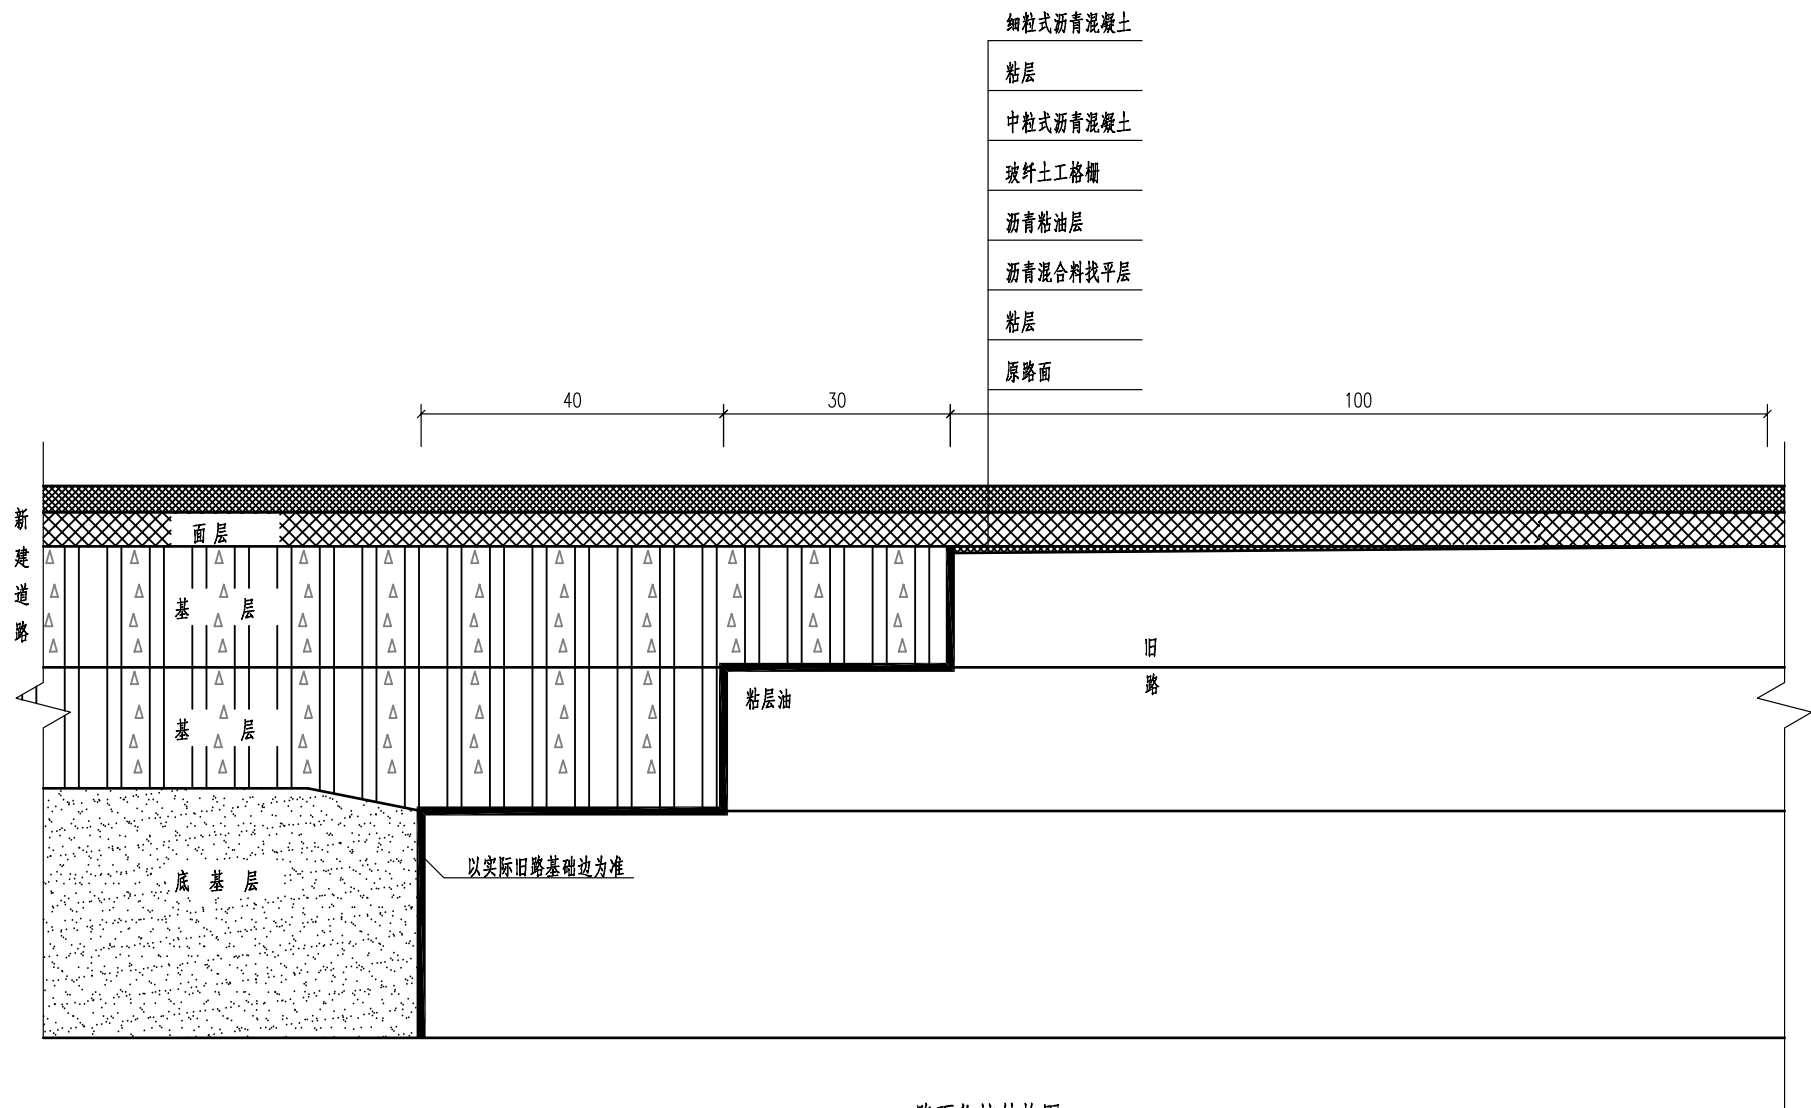 细粒式沥青混凝土
粘层
中粒式沥青混凝土
玻纤土工格栅
沥青粘油层
沥青混合料找平层
粘层
原路面
40
30
100
新建道路
面层
基层
旧路
粘层油
基层
以实际旧路基础边为准
底基层